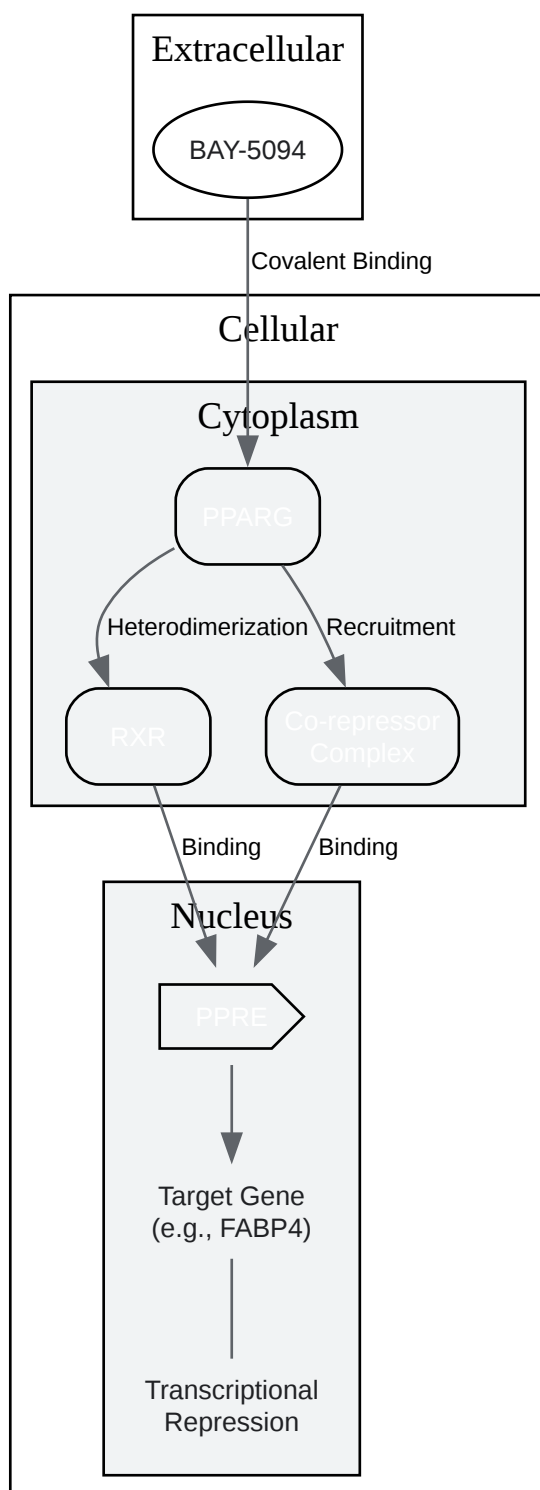 Extracellular
BAY-5094
Covalent Binding
Cellular
Cytoplasm
PPARG
Heterodimerization
Recruitment
RXR
Co-repressor
Complex
Binding
Binding
Nucleus
PPRE
Target Gene
(e.g., FABP4)
Transcriptional
Repression